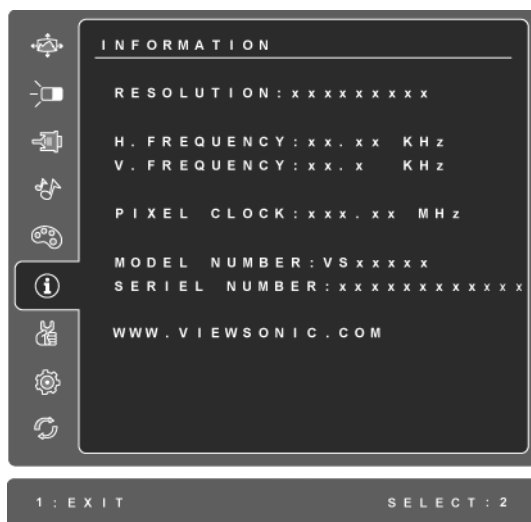 INFORMATION
RESOLUTION:xxxxxxxxx
H. FREQUENCY:xx.xx KHz
V. FREQUENCY:xx.x KHz
PIXEL CLOCK:xxx.xx MHz
MODEL NUMBER:VSxxxxx
SERIEL NUMBER:xxxxxxxxxxxx
WWW.VIEWSONIC.COM
1:EXIT
SELECT:2